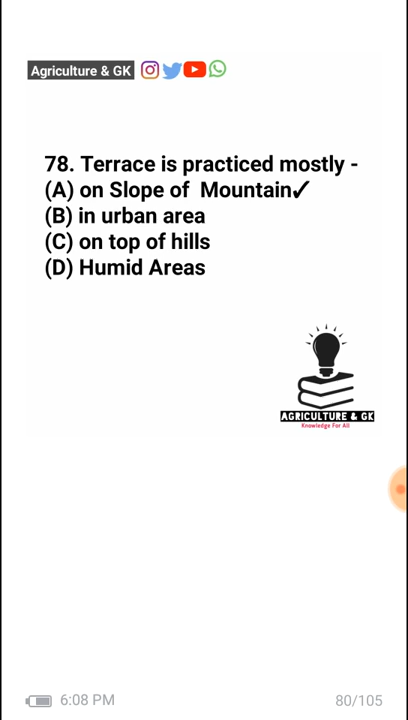 Agriculture & GK
78. Terrace is practiced mostly -
(A) on Slope of  Mountain✓
(B) in urban area
(C) on top of hills
(D) Humid Areas
AGRICULTURE & GK
Knowledge For All
6:08 PM
80/105